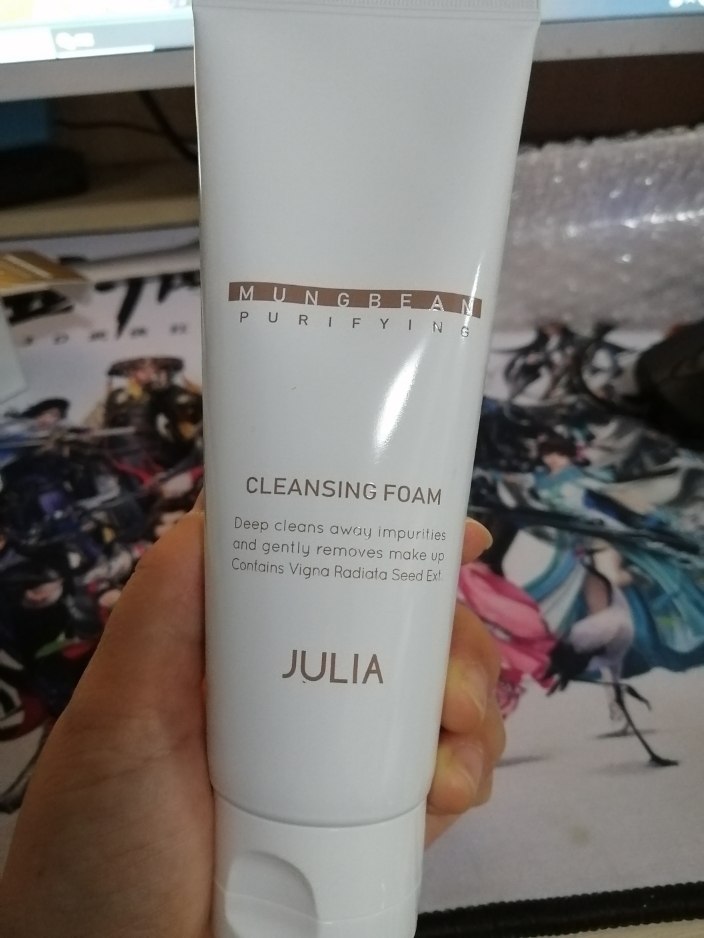 MUNGBEAN
PURIFYING
CLEANSING FOAM
Deep cleans away impurities
and gently removes make up
Contains Vigna Radiata Seed Ext.
JULIA